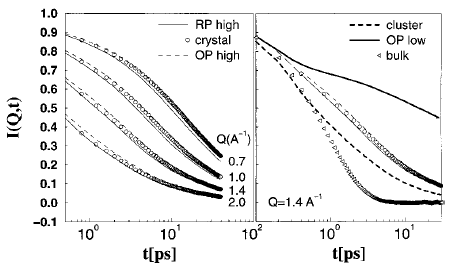 I(Q,t)
1.0
0.9
0.8
0.7
0.6
0.5
0.4
0.3
0.2
0.1
0.0
-0.1
RP high
crystal
OP high
Q(A⁻¹)
0.7
1.0
1.4
2.0
10⁰
10¹
t[ps]
cluster
OP low
bulk
Q=1.4 A⁻¹
10⁰
10¹
t[ps]